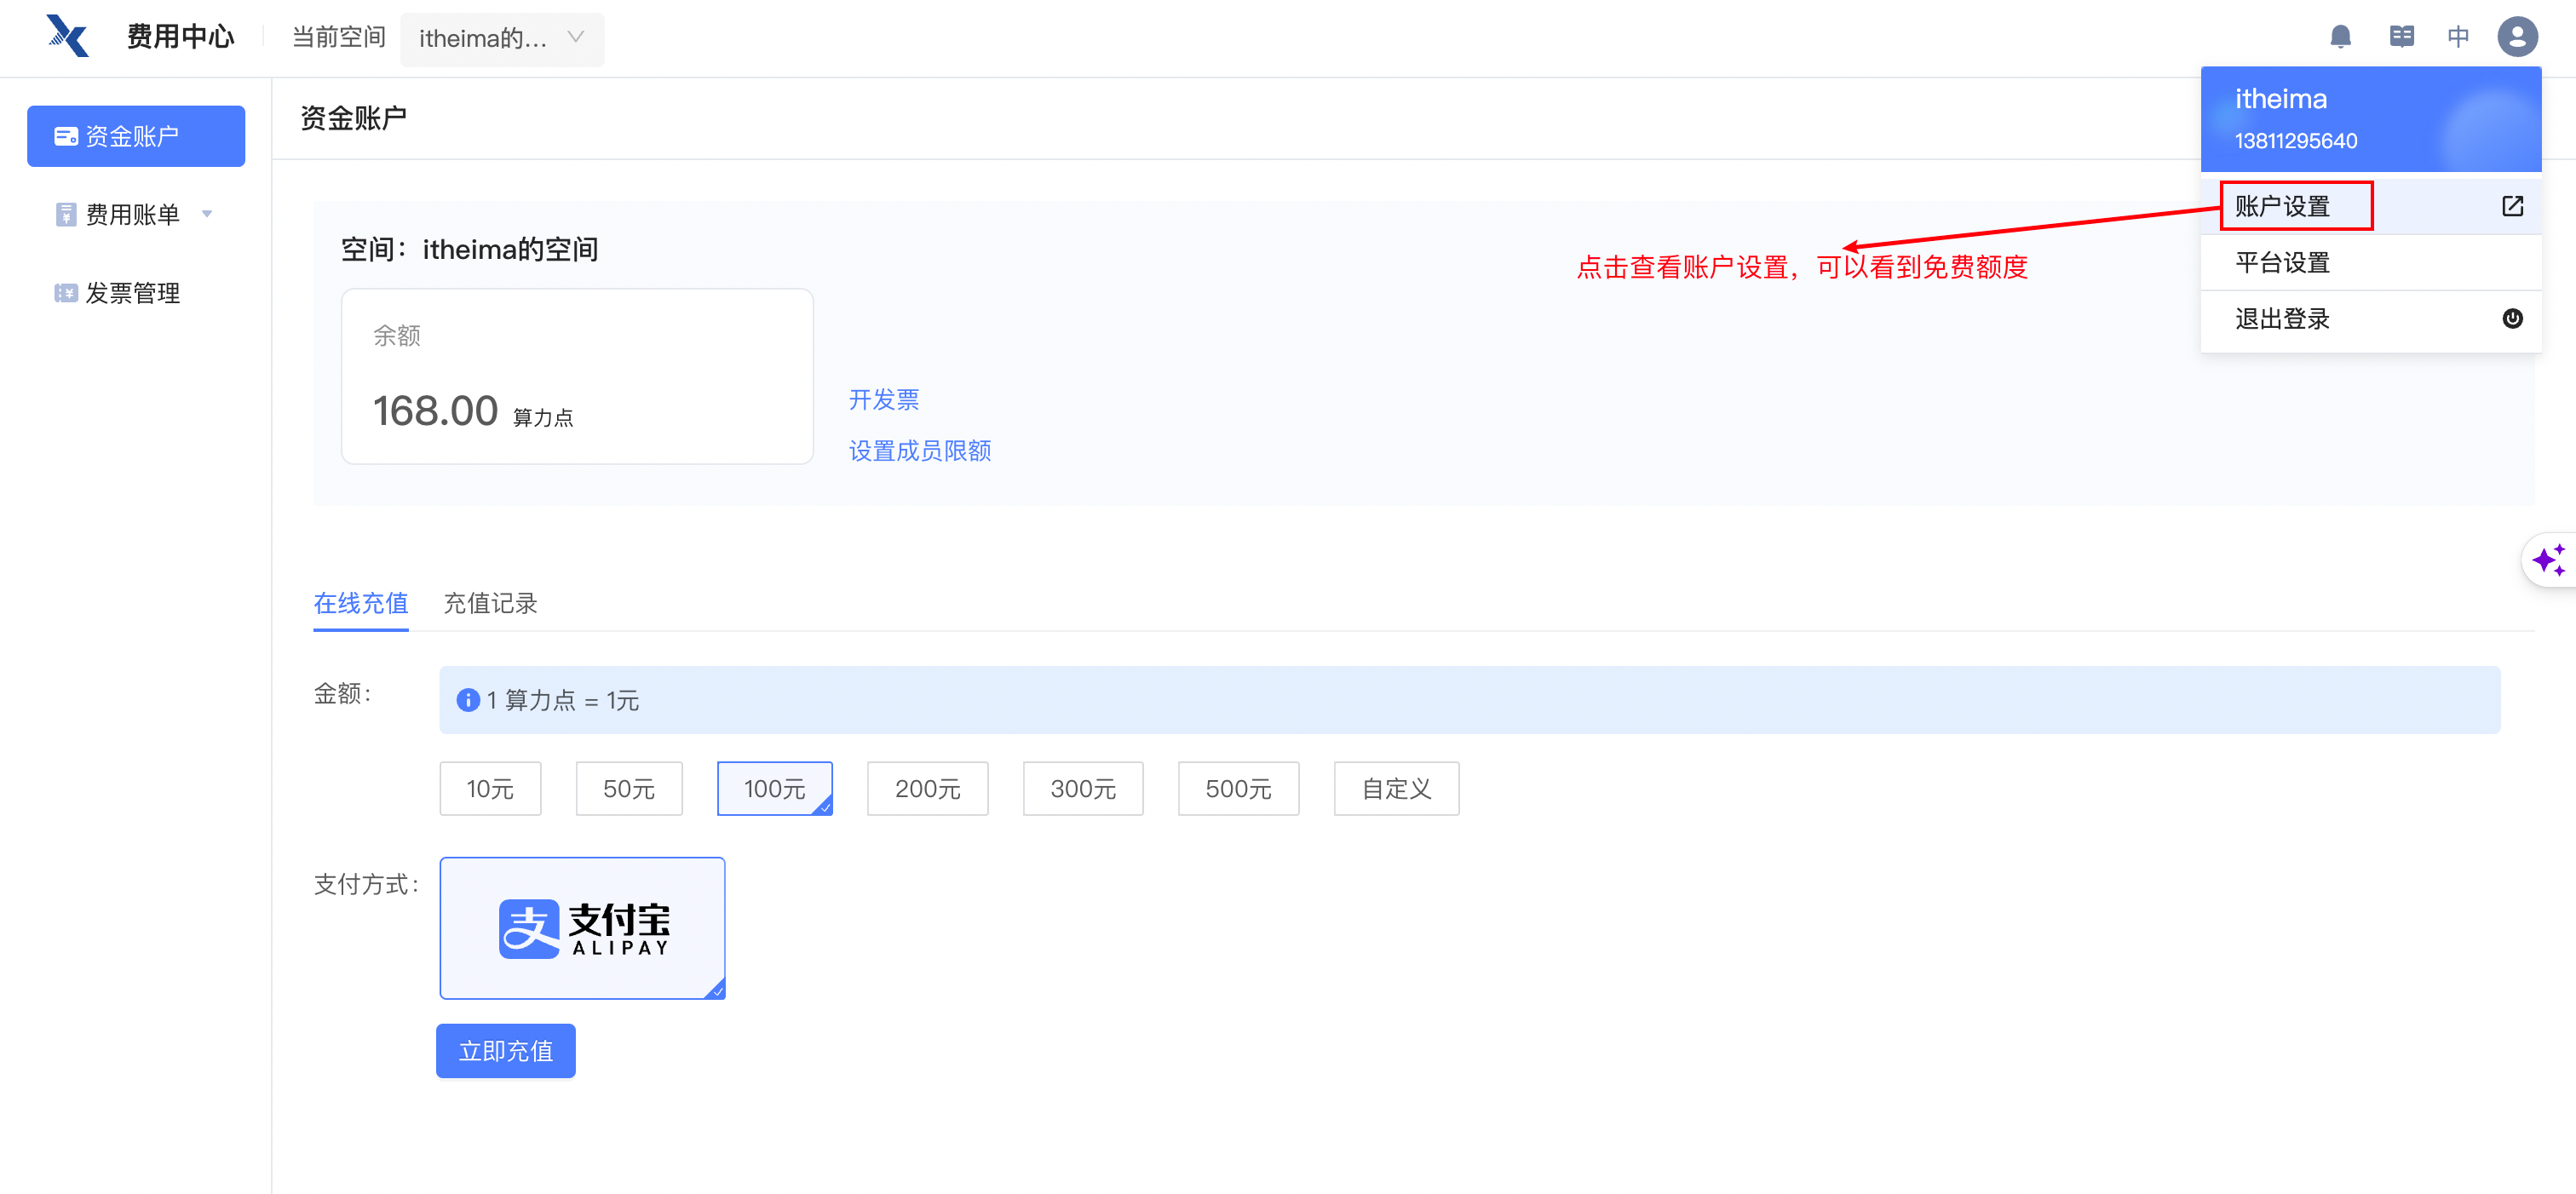 费用中心
当前空间
itheima的...
中
itheima
13811295640
账户设置
平台设置
退出登录
资金账户
费用账单
发票管理
资金账户
点击查看账户设置，可以看到免费额度
空间：itheima的空间
余额
168.00 算力点
开发票
设置成员限额
在线充值
充值记录
金额：
1 算力点 = 1元
10元
50元
100元
200元
300元
500元
自定义
支付方式：
支 支付宝
ALIPAY
立即充值